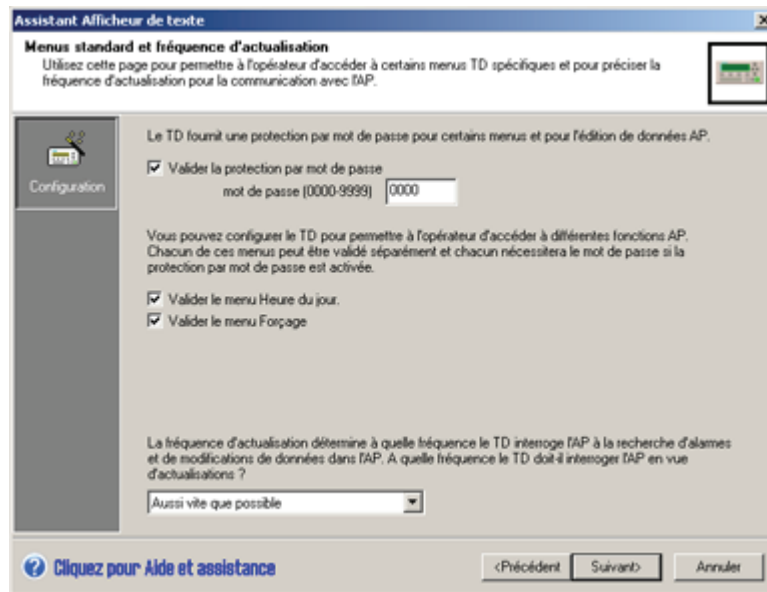 Assistant Afficheur de texte
Menus standard et fréquence d'actualisation
Utilisez cette page pour permettre à l'opérateur d'accéder à certains menus TD spécifiques et pour préciser la
fréquence d'actualisation pour la communication avec l'AP.
Configuration
Le TD fournit une protection par mot de passe pour certains menus et pour l'édition de données AP.
Valider la protection par mot de passe
mot de passe (0000-9999) 0000
Vous pouvez configurer le TD pour permettre à l'opérateur d'accéder à différentes fonctions AP.
Chacun de ces menus peut être validé séparément et chacun nécessitera le mot de passe si la
protection par mot de passe est activée.
Valider le menu Heure du jour.
Valider le menu Forçage
La fréquence d'actualisation détermine à quelle fréquence le TD interroge l'AP à la recherche d'alarmes
et de modifications de données dans l'AP. A quelle fréquence le TD doit-il interroger l'AP en vue
d'actualisations ?
Aussi vite que possible
Cliquez pour Aide et assistance
<Précédent Suivant> Annuler